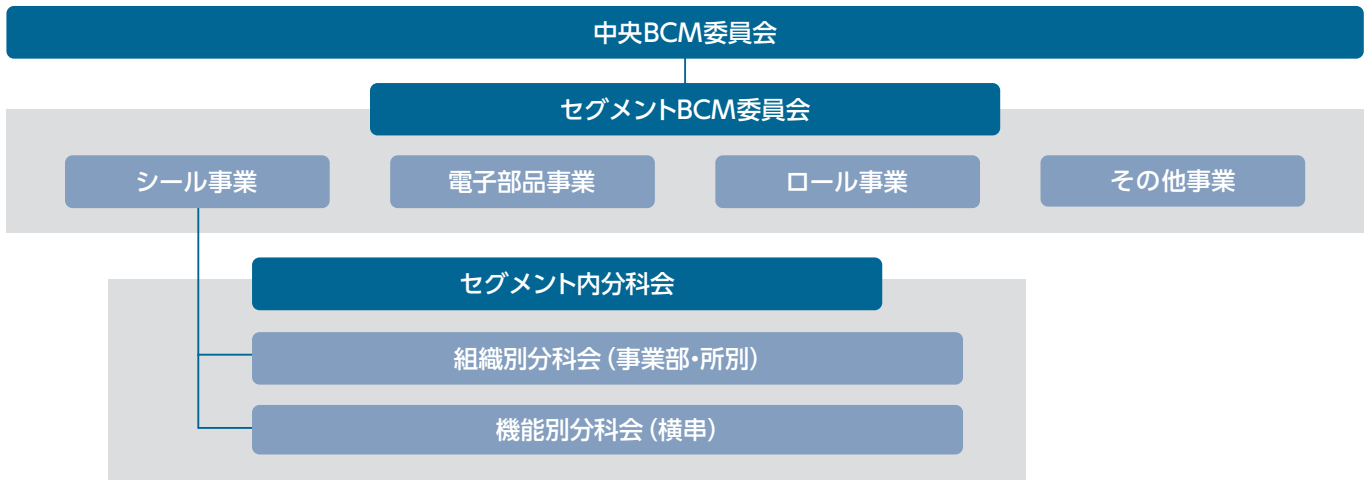 中央BCM委員会
セグメントBCM委員会
シール事業
電子部品事業
ロール事業
その他事業
セグメント内分科会
組織別分科会（事業部・所別）
機能別分科会（横串）